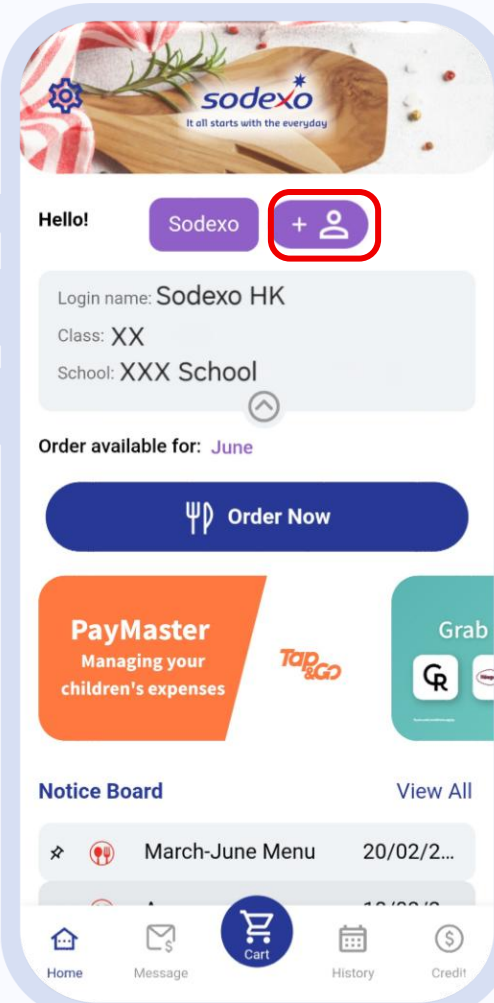 sodexo
It all starts with the everyday
Hello!
Sodexo
+
Login name: Sodexo HK
Class: XX
School: XXX School
Order available for: June
Order Now
PayMaster
Managing your
children's expenses
Tap
&Go
Grab
CR
Notice Board
View All
March-June Menu 20/02/2...
Cart
Home
Message
History
Credit